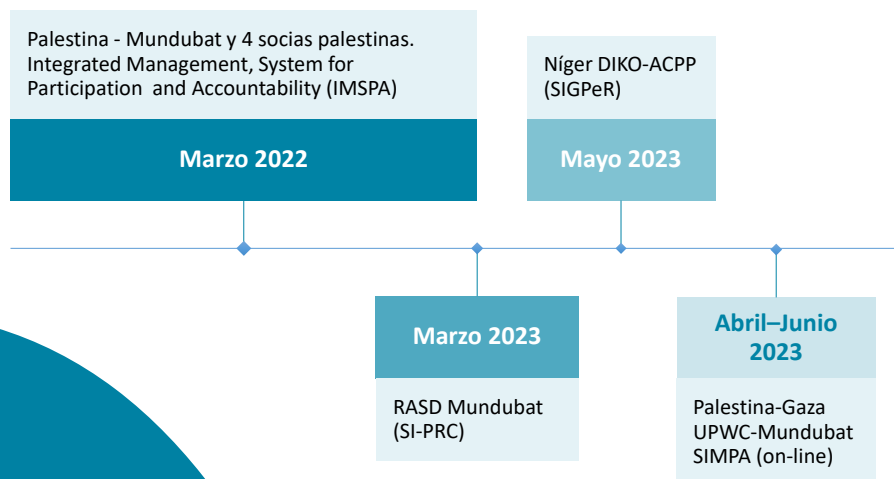 Palestina - Mundubat y 4 socias palestinas.
Integrated Management, System for
Participation  and Accountability (IMSPA)
Marzo 2022
Níger DIKO-ACPP
(SIGPeR)
Mayo 2023
Marzo 2023
RASD Mundubat
(SI-PRC)
Abril–Junio
2023
Palestina-Gaza
UPWC-Mundubat
SIMPA (on-line)